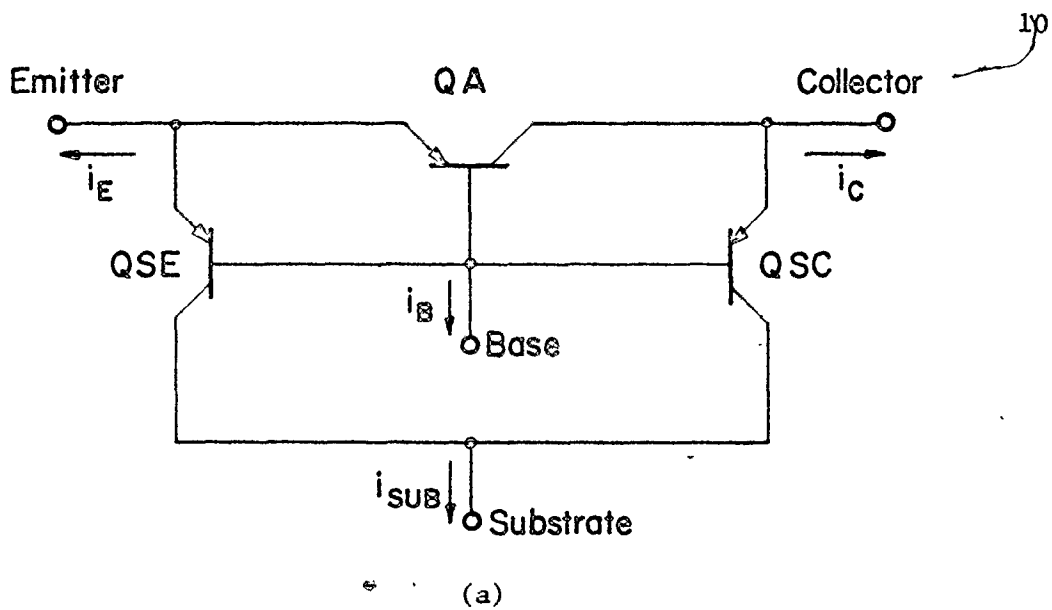 10
Emitter QA Collector
i_E i_C
QSE QSC
i_B
Base
i_SUB
Substrate
(a)